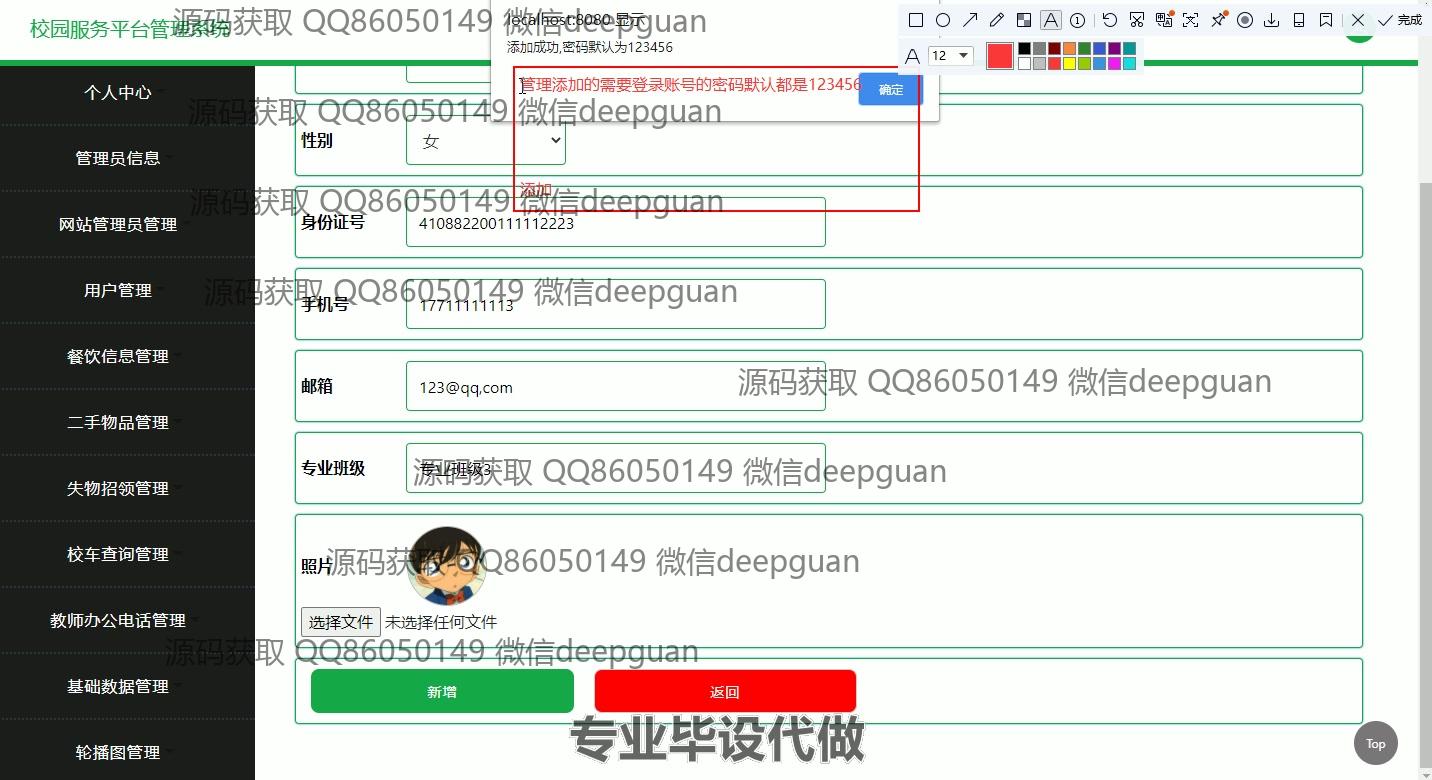 校园服务平台管理系统
源码获取 QQ86050149 微信deepguan
localhost:8080 显示
添加成功,密码默认为123456
管理添加的需要登录账号的密码默认都是123456
确定
添加
完成
12
个人中心
管理员信息
网站管理员管理
用户管理
餐饮信息管理
二手物品管理
失物招领管理
校车查询管理
教师办公电话管理
基础数据管理
轮播图管理
源码获取 QQ86050149 微信deepguan
性别
女
源码获取 QQ86050149 微信deepguan
身份证号
410882200111112223
源码获取 QQ86050149 微信deepguan
手机号
17711111113
邮箱
123@qq,com
源码获取 QQ86050149 微信deepguan
专业班级
专业班级3
源码获取 QQ86050149 微信deepguan
照片
源码获取 QQ86050149 微信deepguan
选择文件 未选择任何文件
源码获取 QQ86050149 微信deepguan
新增
返回
专业毕设代做
Top